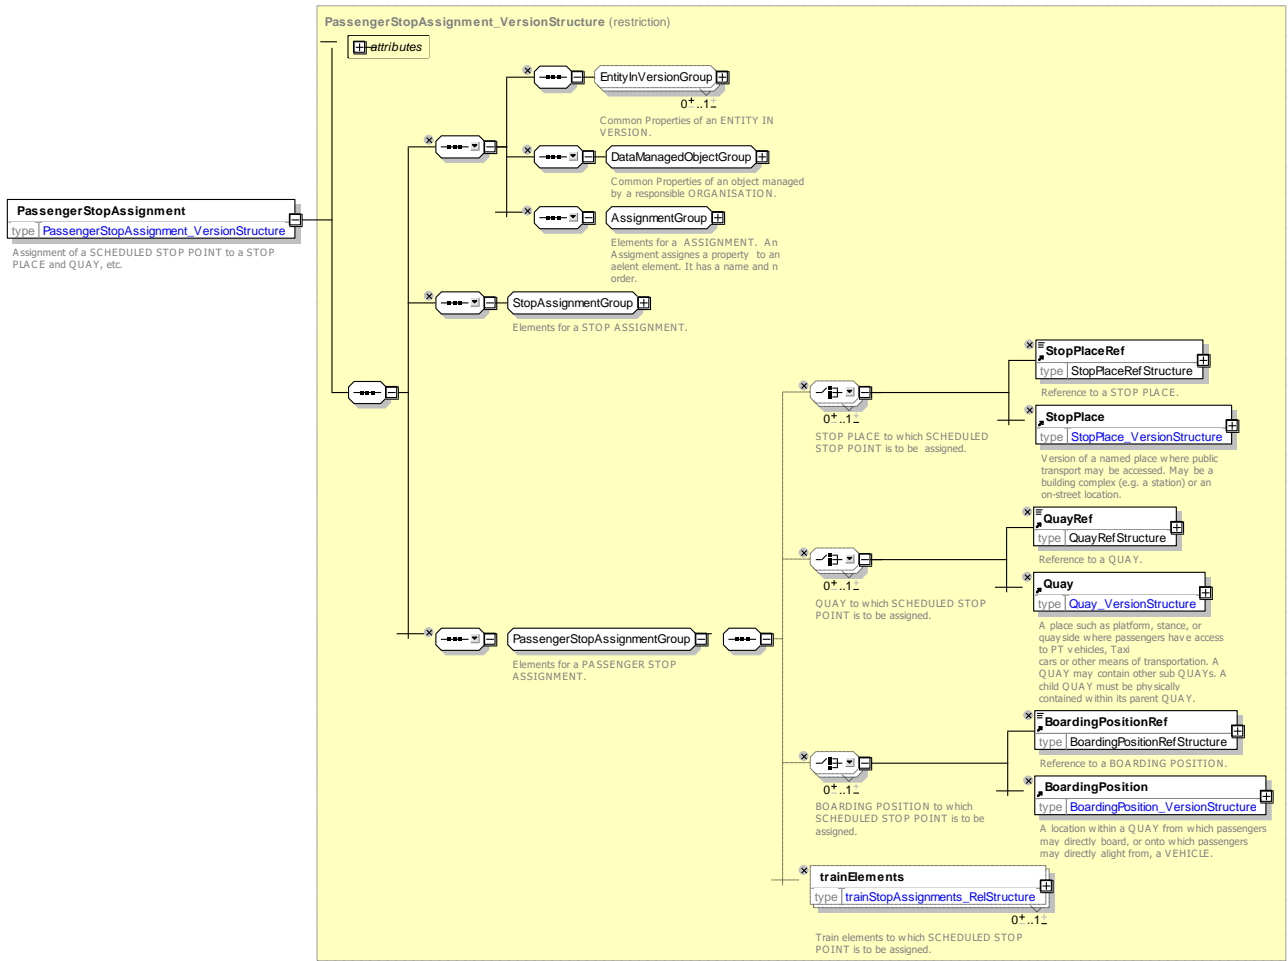 PassengerStopAssignment_VersionStructure (restriction)
attributes
EntityInVersionGroup
0..1
Common Properties of an ENTITY IN
VERSION.
DataManagedObjectGroup
Common Properties of an object managed
by a responsible ORGANISATION.
AssignmentGroup
Elements for a ASSIGNMENT. An
Assigment assignes a property to an
aelent element. It has a name and n
order.
PassengerStopAssignment
type PassengerStopAssignment_VersionStructure
Assignment of a SCHEDULED STOP POINT to a STOP
PLACE and QUAY, etc.
StopAssignmentGroup
Elements for a STOP ASSIGNMENT.
StopPlaceRef
type StopPlaceRefStructure
Reference to a STOP PLACE.
0..1
STOP PLACE to which SCHEDULED
STOP POINT is to be assigned.
StopPlace
type StopPlace_VersionStructure
Version of a named place where public
transport may be accessed. May be a
building complex (e.g. a station) or an
on-street location.
QuayRef
type QuayRefStructure
Reference to a QUAY.
0..1
QUAY to which SCHEDULED STOP
POINT is to be assigned.
Quay
type Quay_VersionStructure
A place such as platform, stance, or
quayside where passengers have access
to PT vehicles, Taxi
cars or other means of transportation. A
QUAY may contain other sub QUAYs. A
child QUAY must be physically
contained within its parent QUAY.
PassengerStopAssignmentGroup
Elements for a PASSENGER STOP
ASSIGNMENT.
BoardingPositionRef
type BoardingPositionRefStructure
Reference to a BOARDING POSITION.
0..1
BOARDING POSITION to which
SCHEDULED STOP POINT is to be
assigned.
BoardingPosition
type BoardingPosition_VersionStructure
A location within a QUAY from which passengers
may directly board, or onto which passengers
may directly alight from, a VEHICLE.
trainElements
type trainStopAssignments_RelStructure
0..1
Train elements to which SCHEDULED STOP
POINT is to be assigned.